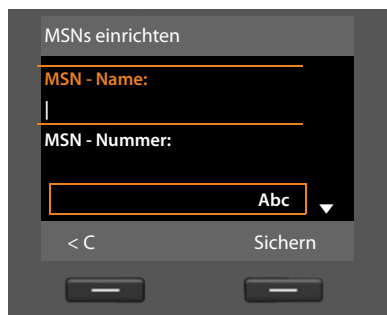 MSNs einrichten
MSN - Name:
MSN - Nummer:
Abc
< C Sichern